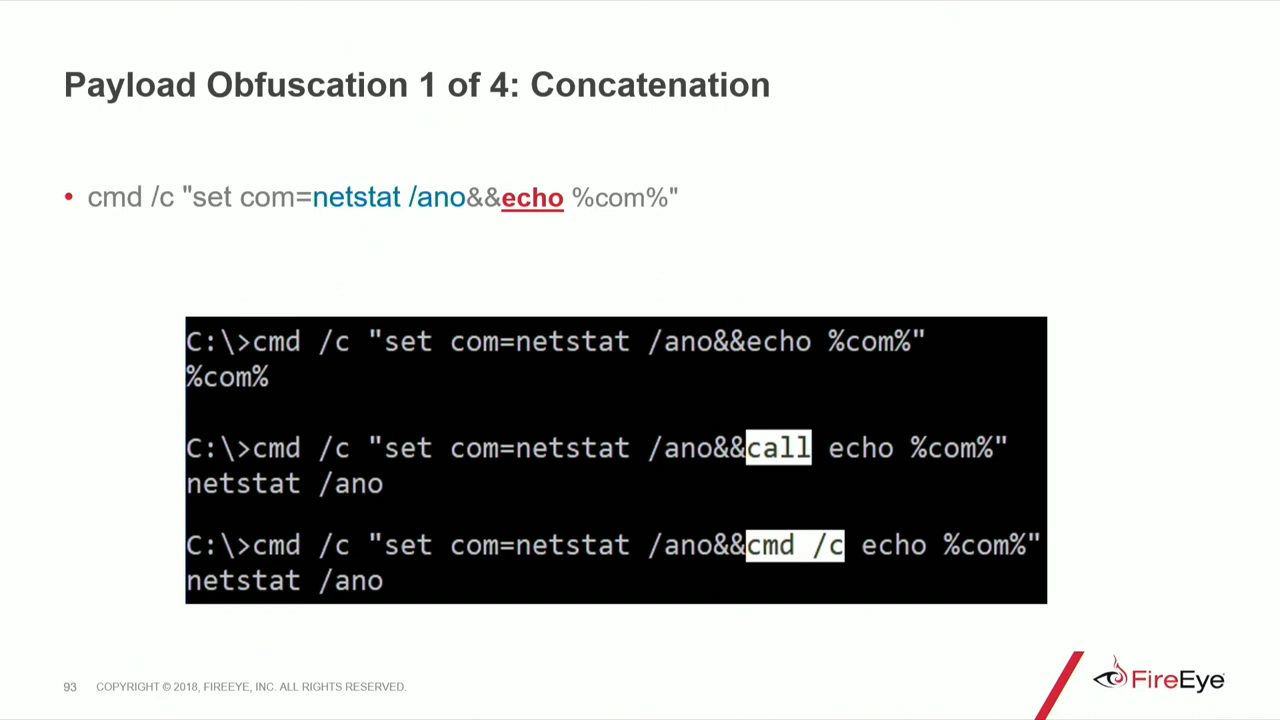 Payload Obfuscation 1 of 4: Concatenation
• cmd /c "set com=netstat /ano&&echo %com%"
C:\>cmd /c "set com=netstat /ano&&echo %com%"
%com%
C:\>cmd /c "set com=netstat /ano&&call echo %com%"
netstat /ano
C:\>cmd /c "set com=netstat /ano&&cmd /c echo %com%"
netstat /ano
93 COPYRIGHT © 2018, FIREEYE, INC. ALL RIGHTS RESERVED.
FireEye